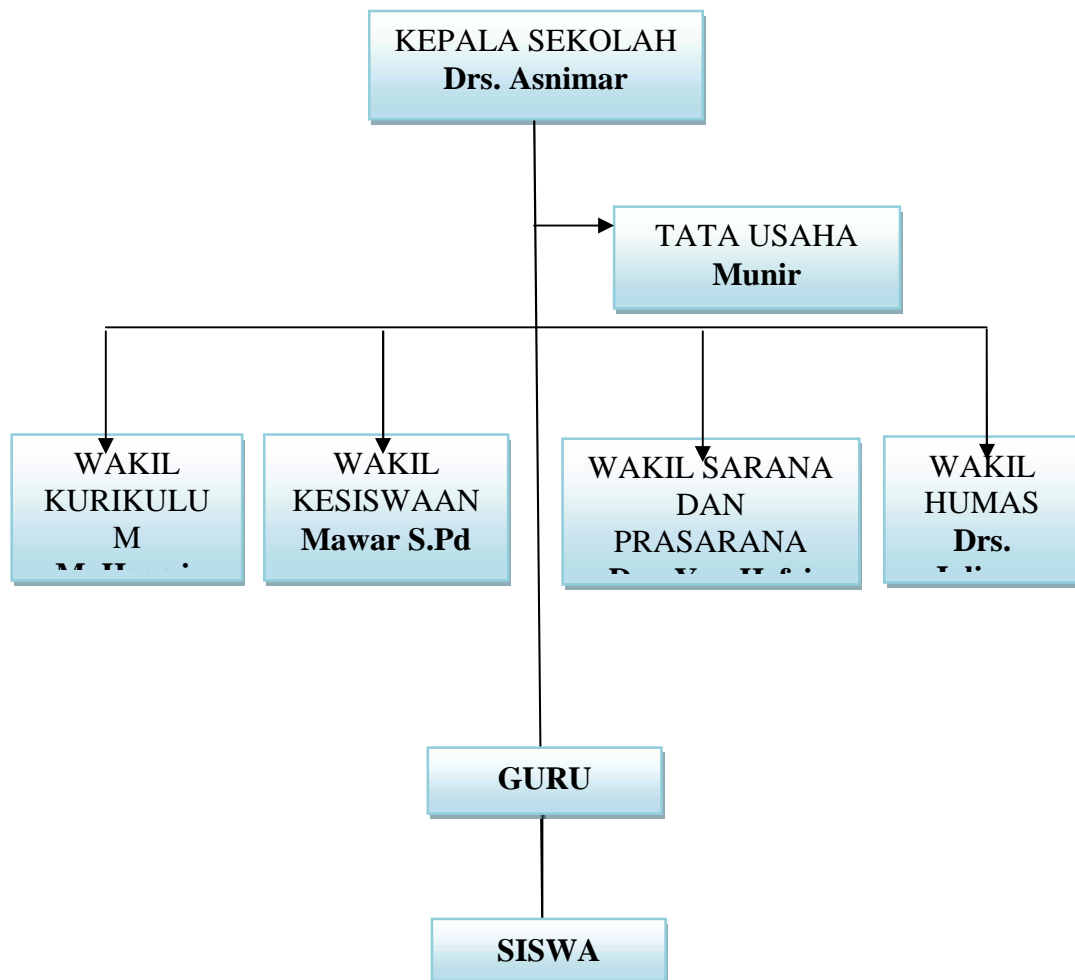 KEPALA SEKOLAH
Drs. Asnimar
TATA USAHA
Munir
WAKIL
KURIKULU
M
WAKIL
KESISWAAN
Mawar S.Pd
WAKIL SARANA
DAN
PRASARANA
WAKIL
HUMAS
Drs.
GURU
SISWA